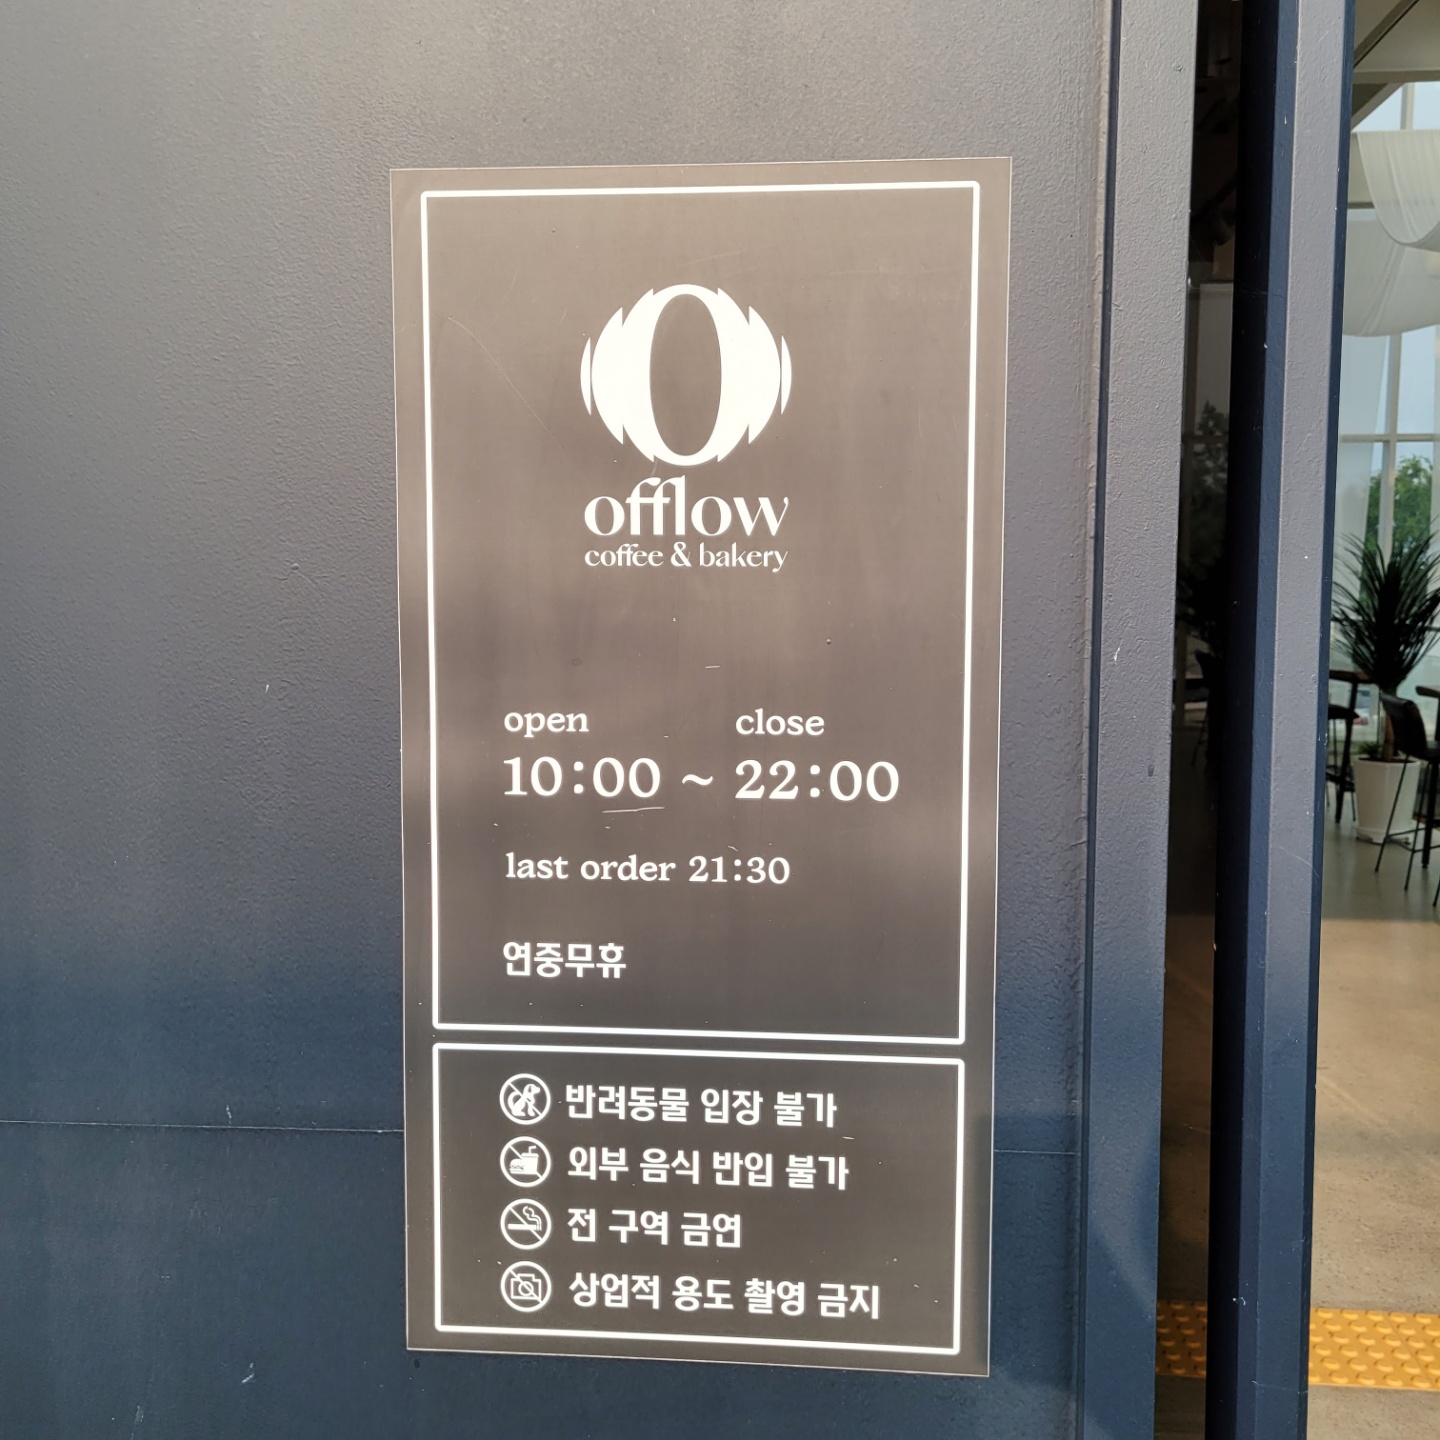 offlow
coffee & bakery
open close
10:00 ~ 22:00
last order 21:30
연중무휴
반려동물 입장 불가
외부 음식 반입 불가
전 구역 금연
상업적 용도 촬영 금지